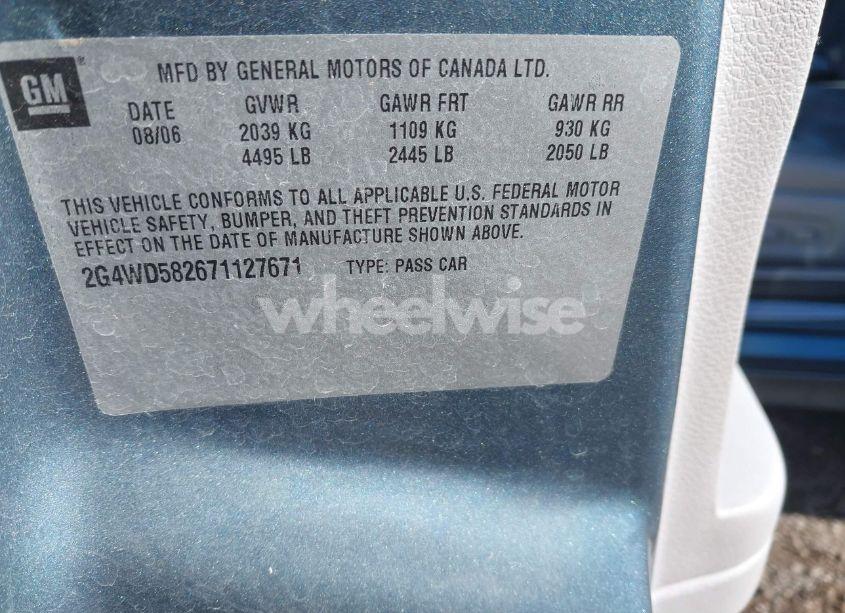 GM ®
MFD BY GENERAL MOTORS OF CANADA LTD.
DATE GVWR GAWR FRT GAWR RR
08/06 2039 KG 1109 KG 930 KG
4495 LB 2445 LB 2050 LB
THIS VEHICLE CONFORMS TO ALL APPLICABLE U.S. FEDERAL MOTOR
VEHICLE SAFETY, BUMPER, AND THEFT PREVENTION STANDARDS IN
EFFECT ON THE DATE OF MANUFACTURE SHOWN ABOVE.
2G4WD582671127671 TYPE: PASS CAR
wheelwise